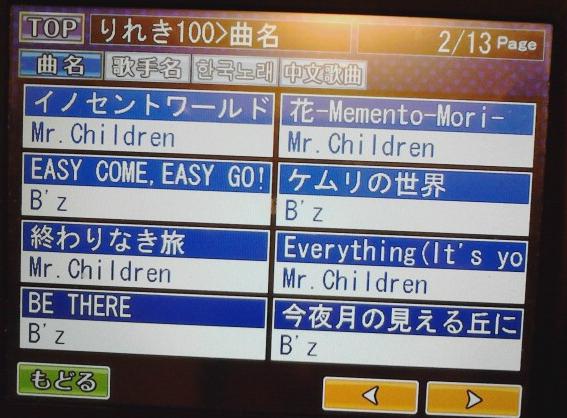 TOP りれき100>曲名 2/13 Page
曲名 歌手名 한국노래 中文歌曲
イノセントワールド 花-Memento-Mori-
Mr.Children Mr.Children
EASY COME,EASY GO! ケムリの世界
B'z B'z
終わりなき旅 Everything(It's yo
Mr.Children Mr.Children
BE THERE 今夜月の見える丘に
B'z B'z
もどる